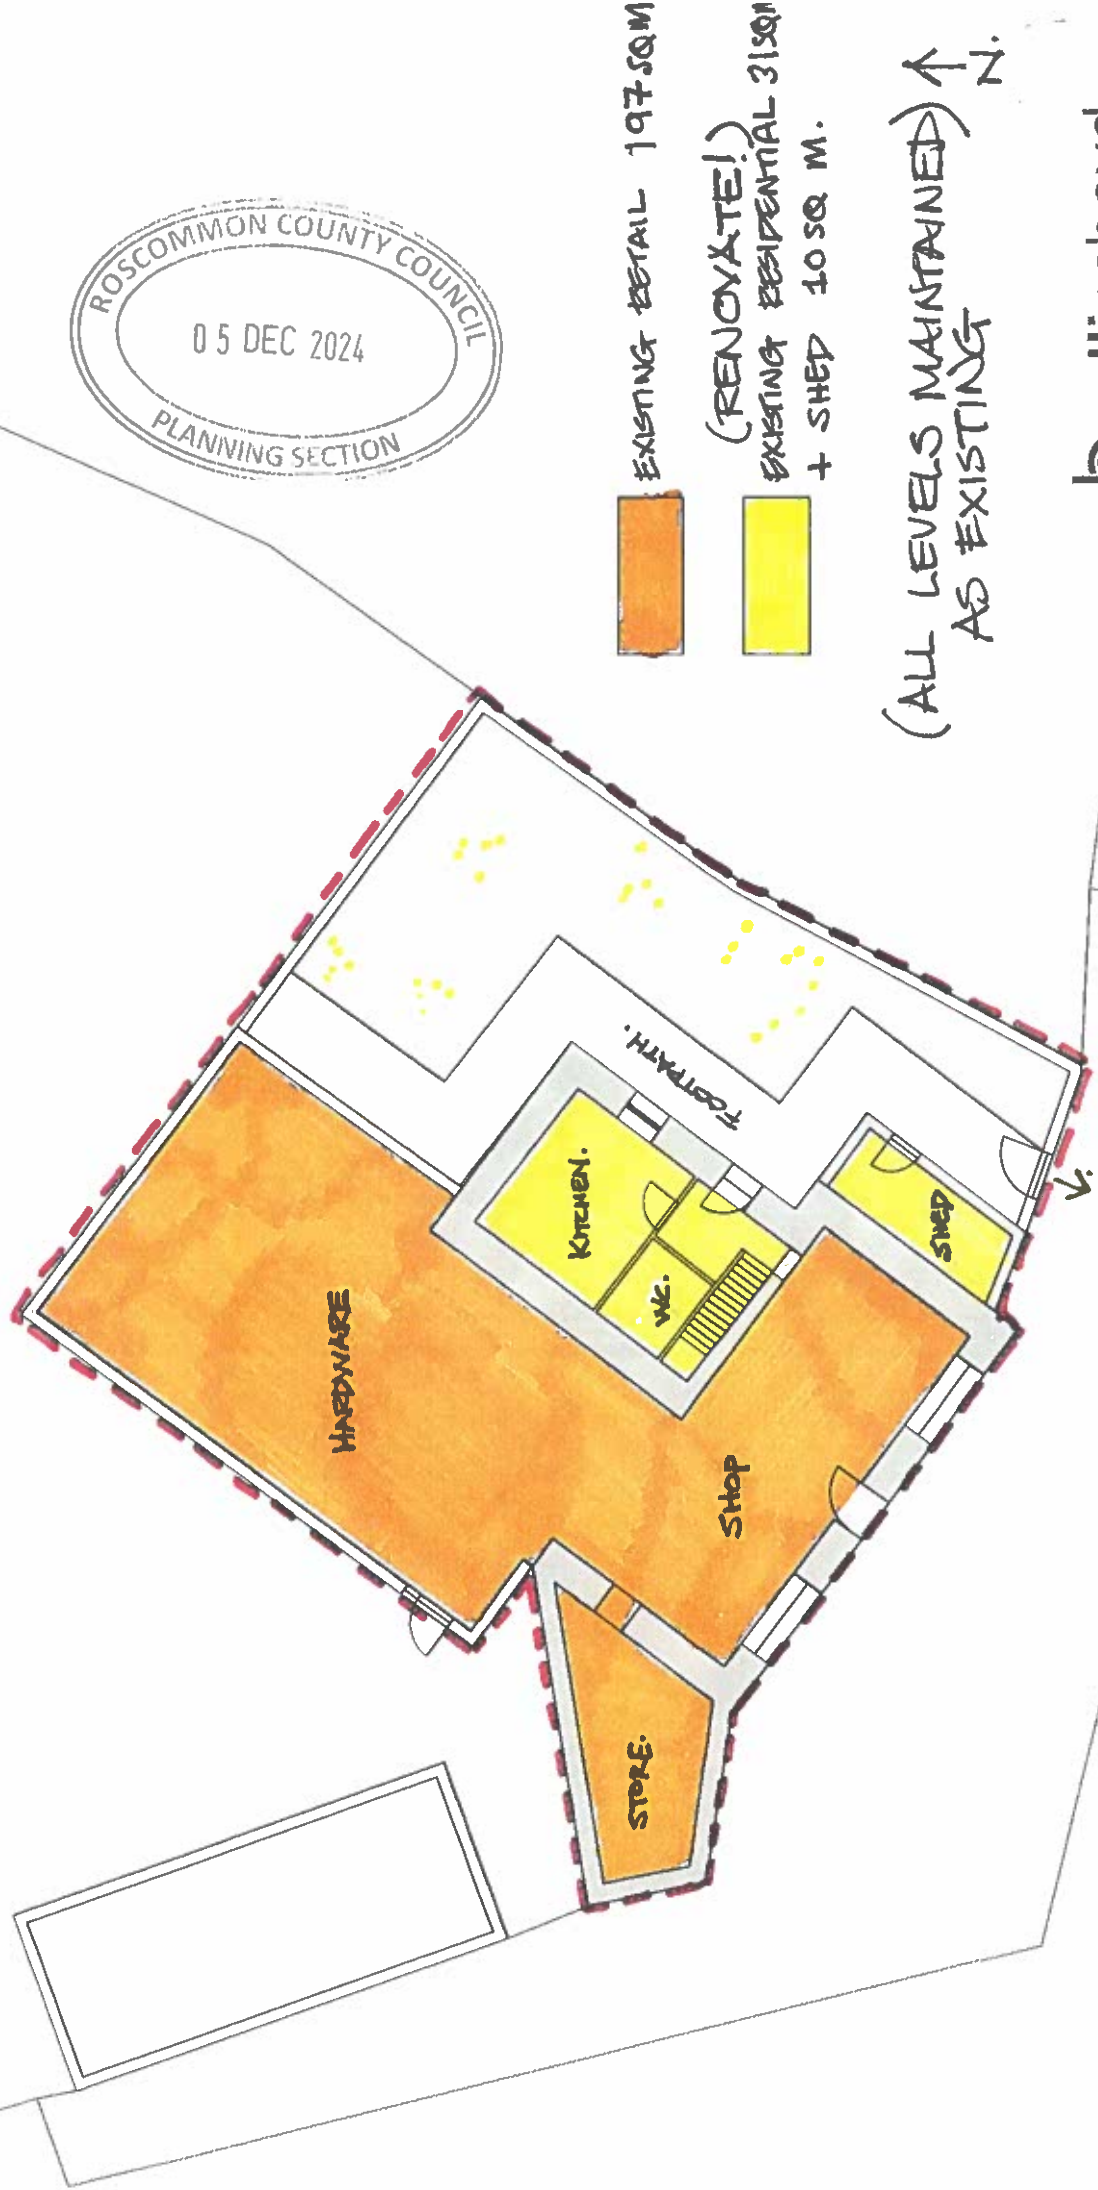 ROSCOMMON COUNTY COUNCIL
05 DEC 2024
PLANNING SECTION
EXISTING RETAIL 197 SQM
(RENOVATE!)
EXISTING RESIDENTIAL 31SQM
+ SHED 10 SQ M.
(ALL LEVELS MAINTAINED)
AS EXISTING
N.
HARDWARE
KITCHEN.
FOOTPATH.
WC.
SHED
SHOP
STORE.